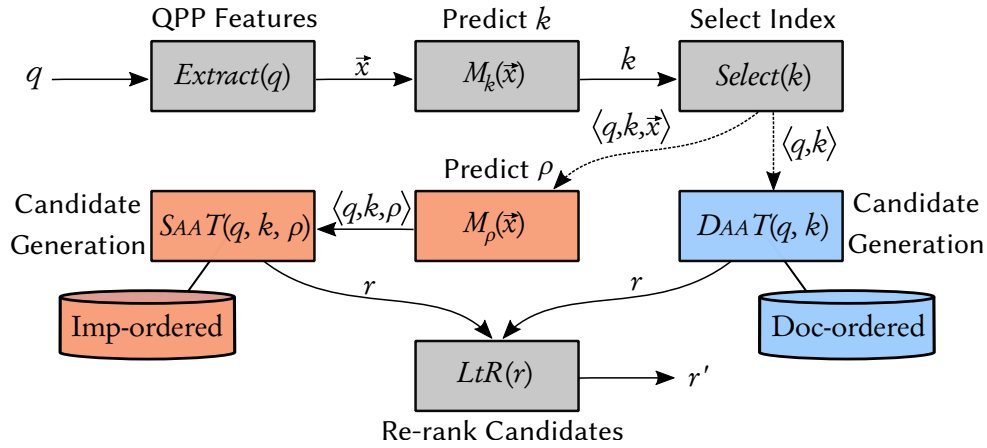 QPP Features
Predict k
Select Index
q
Extract(q)
x⃗
M_k(x⃗)
k
Select(k)
⟨q,k,x⃗⟩
⟨q,k⟩
Predict ρ
Candidate
Generation
SAAT(q, k, ρ)
⟨q,k,ρ⟩
M_ρ(x⃗)
DAAT(q, k)
Candidate
Generation
r
r
Imp-ordered
Doc-ordered
LtR(r)
r'
Re-rank Candidates